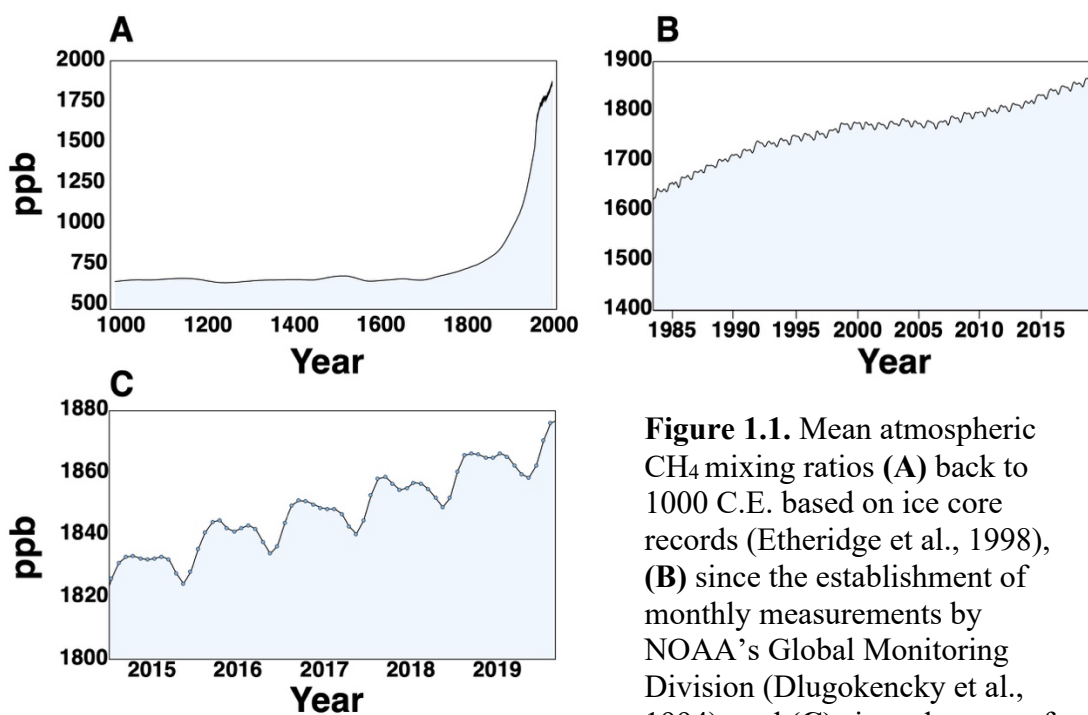 A
2000
1750
1500
1250
1000
750
500
ppb
1000 1200 1400 1600 1800 2000
Year
B
1900
1800
1700
1600
1500
1400
1985 1990 1995 2000 2005 2010 2015
Year
C
1880
1860
1840
1820
1800
ppb
2015 2016 2017 2018 2019
Year
Figure 1.1. Mean atmospheric
CH4 mixing ratios (A) back to
1000 C.E. based on ice core
records (Etheridge et al., 1998),
(B) since the establishment of
monthly measurements by
NOAA’s Global Monitoring
Division (Dlugokencky et al.,
(C)